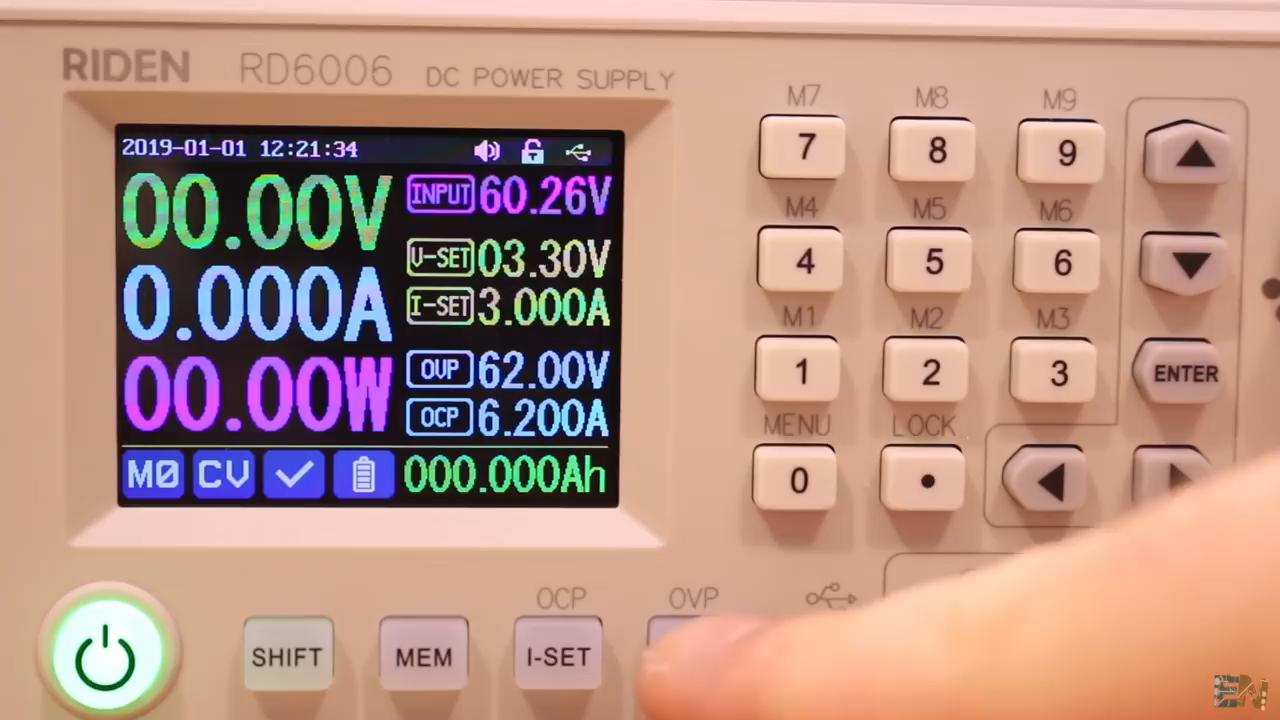 RIDEN RD6006 DC POWER SUPPLY
2019-01-01 12:21:34
00.00V
0.000A
00.00W
INPUT 60.26V
V-SET 03.30V
I-SET 3.000A
OVP 62.00V
OCP 6.200A
M0 CV 000.000Ah
M7 M8 M9
7 8 9
M4 M5 M6
4 5 6
M1 M2 M3
1 2 3 ENTER
MENU LOCK
0 •
OCP OVP
SHIFT MEM I-SET
EN